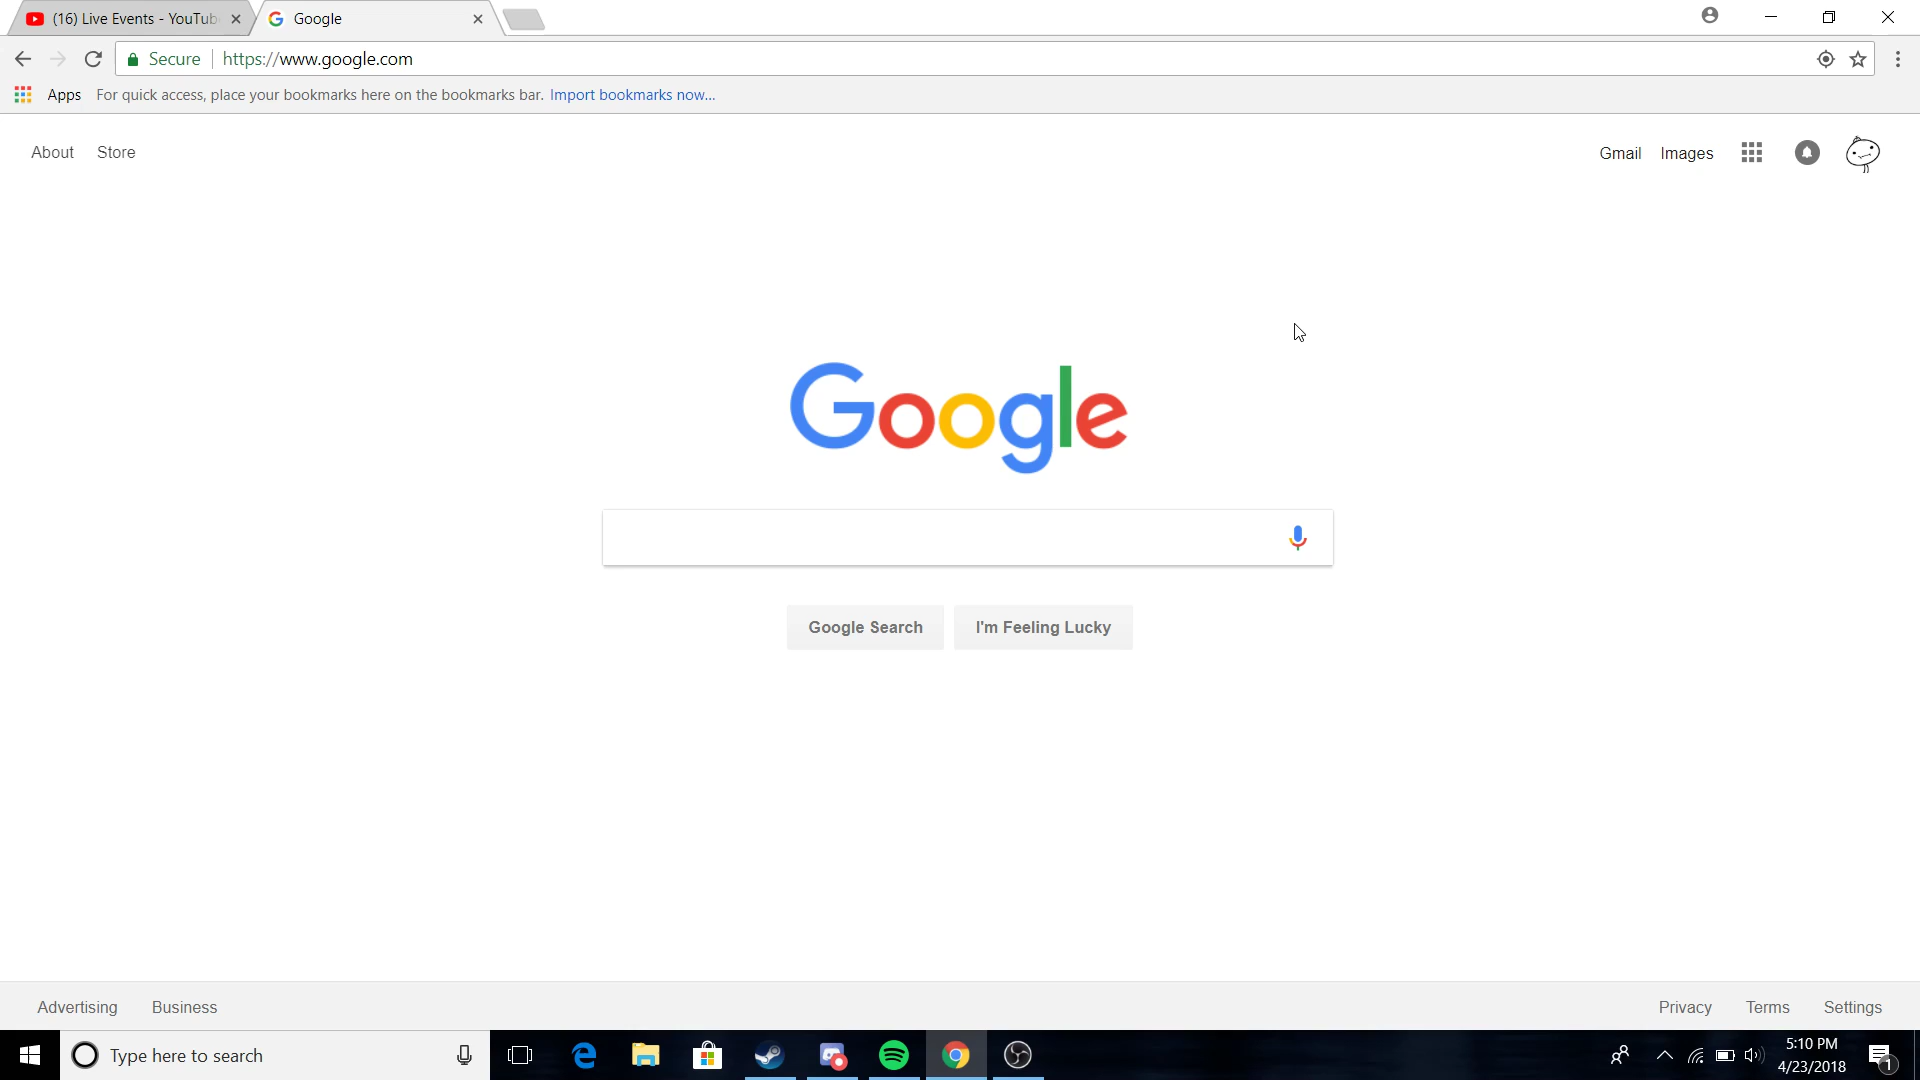 (16) Live Events - YouTub
Google
Secure https://www.google.com
Apps For quick access, place your bookmarks here on the bookmarks bar. Import bookmarks now...
About Store
Gmail Images
Google
Google Search I'm Feeling Lucky
Advertising Business
Privacy Terms Settings
Type here to search
5:10 PM
4/23/2018
1